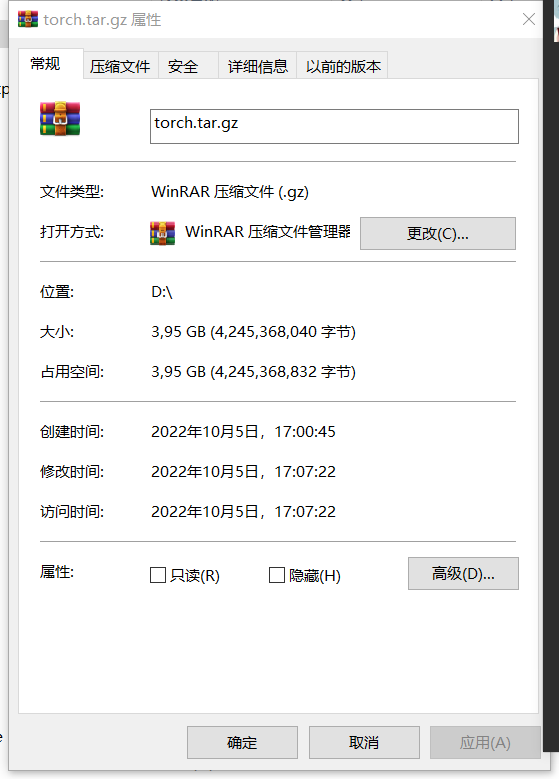 torch.tar.gz 属性
常规 压缩文件 安全 详细信息 以前的版本
torch.tar.gz
文件类型: WinRAR 压缩文件 (.gz)
打开方式: WinRAR 压缩文件管理器 更改(C)...
位置: D:\
大小: 3,95 GB (4,245,368,040 字节)
占用空间: 3,95 GB (4,245,368,832 字节)
创建时间: 2022年10月5日，17:00:45
修改时间: 2022年10月5日，17:07:22
访问时间: 2022年10月5日，17:07:22
属性: 只读(R) 隐藏(H) 高级(D)...
确定 取消 应用(A)